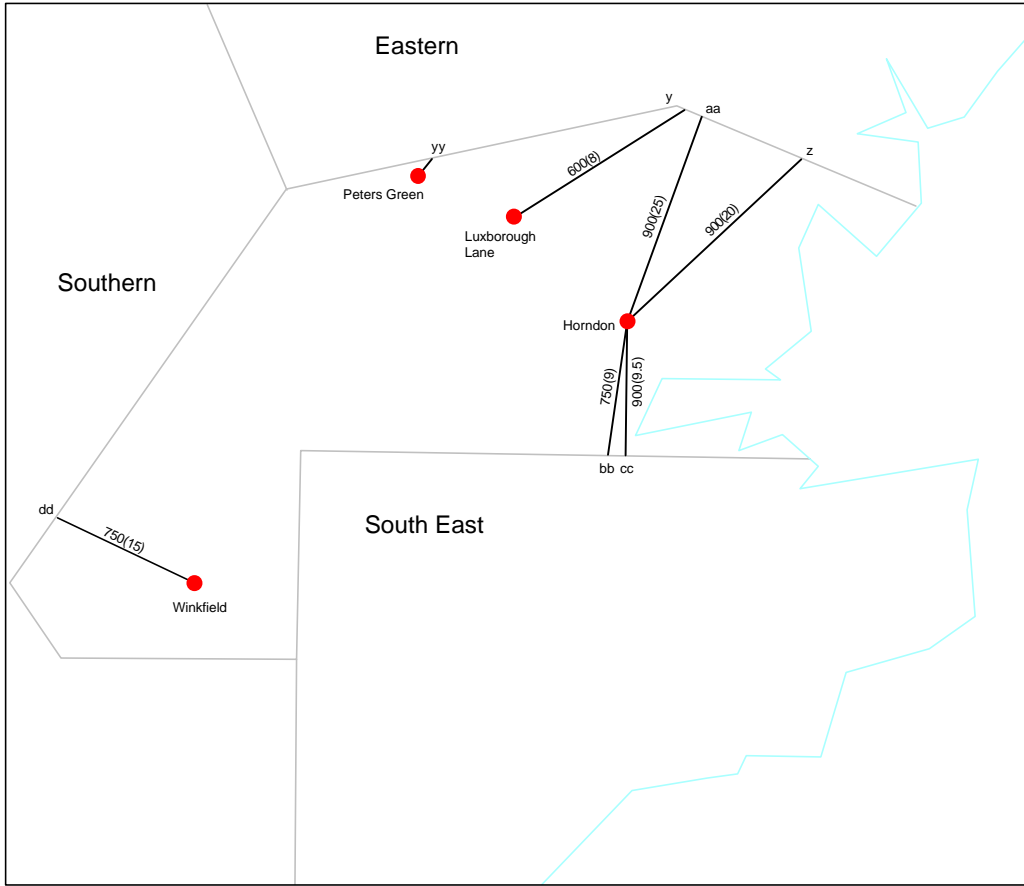 Eastern
y
aa
yy
z
600(8)
Peters Green
900(25)
900(20)
Luxborough
Lane
Southern
Horndon
750(9)
900(9.5)
bb
cc
dd
South East
750(15)
Winkfield